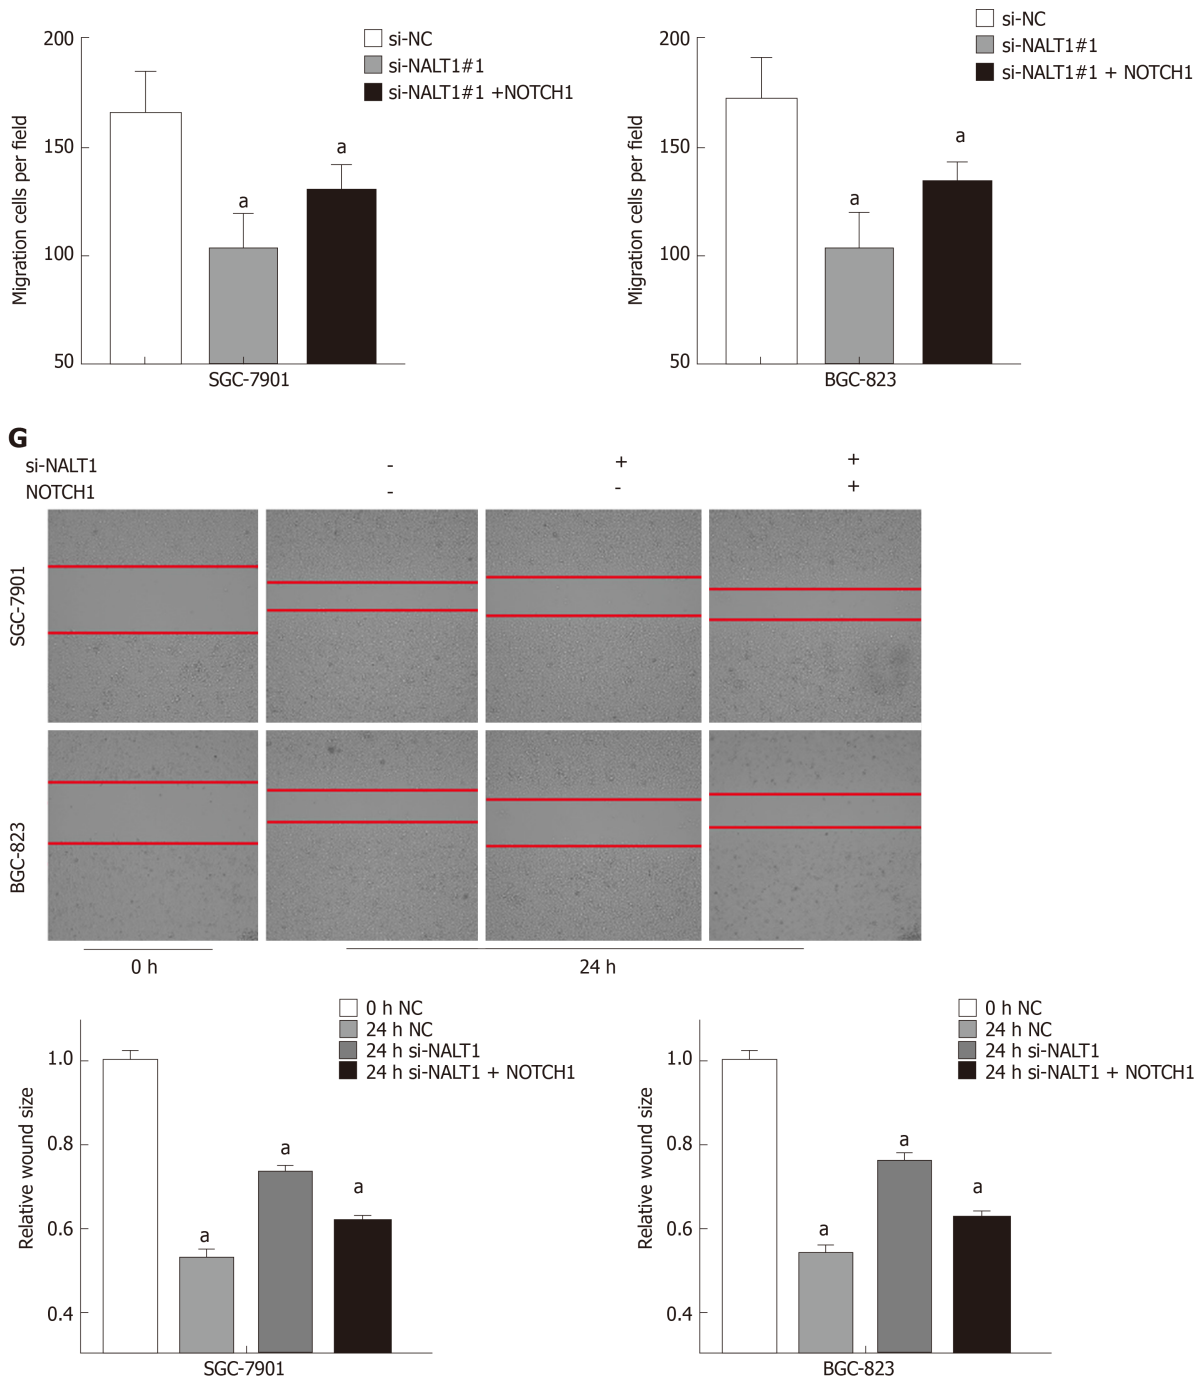 200
150
100
50
Migration cells per field
si-NC
si-NALT1#1
si-NALT1#1 +NOTCH1
a
a
SGC-7901
200
150
100
50
Migration cells per field
si-NC
si-NALT1#1
si-NALT1#1 + NOTCH1
a
a
BGC-823
G
si-NALT1 - + +
NOTCH1 - - +
SGC-7901
BGC-823
0 h
24 h
1.0
0.8
0.6
0.4
Relative wound size
0 h NC
24 h NC
24 h si-NALT1
24 h si-NALT1 + NOTCH1
a
a
a
SGC-7901
1.0
0.8
0.6
0.4
Relative wound size
0 h NC
24 h NC
24 h si-NALT1
24 h si-NALT1 + NOTCH1
a
a
a
BGC-823